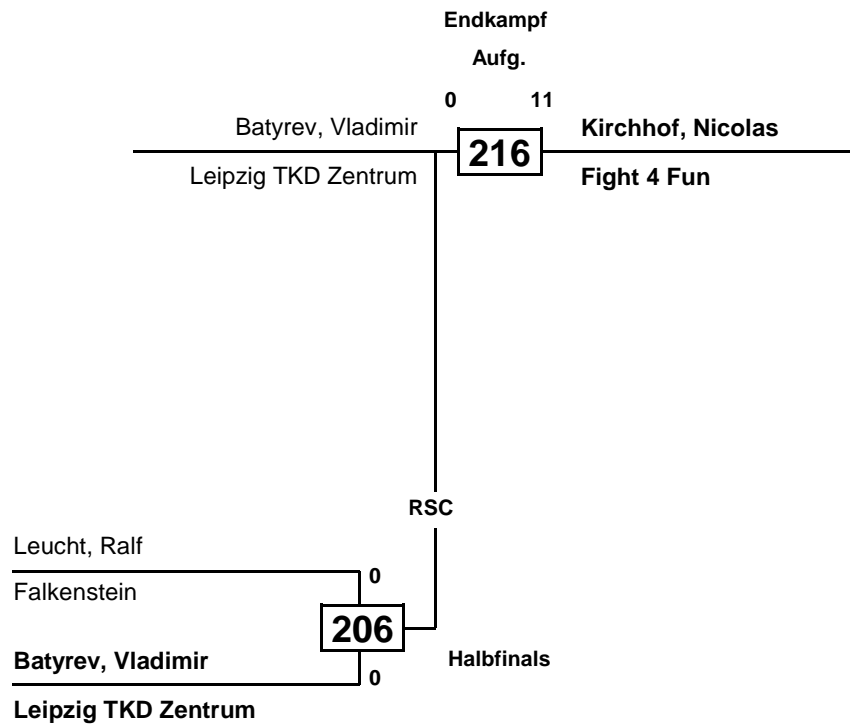 Endkampf
Aufg.
0 11
Batyrev, Vladimir 216 Kirchhof, Nicolas
Leipzig TKD Zentrum Fight 4 Fun
RSC
Leucht, Ralf
0
Falkenstein
206
Batyrev, Vladimir Halbfinals
0
Leipzig TKD Zentrum